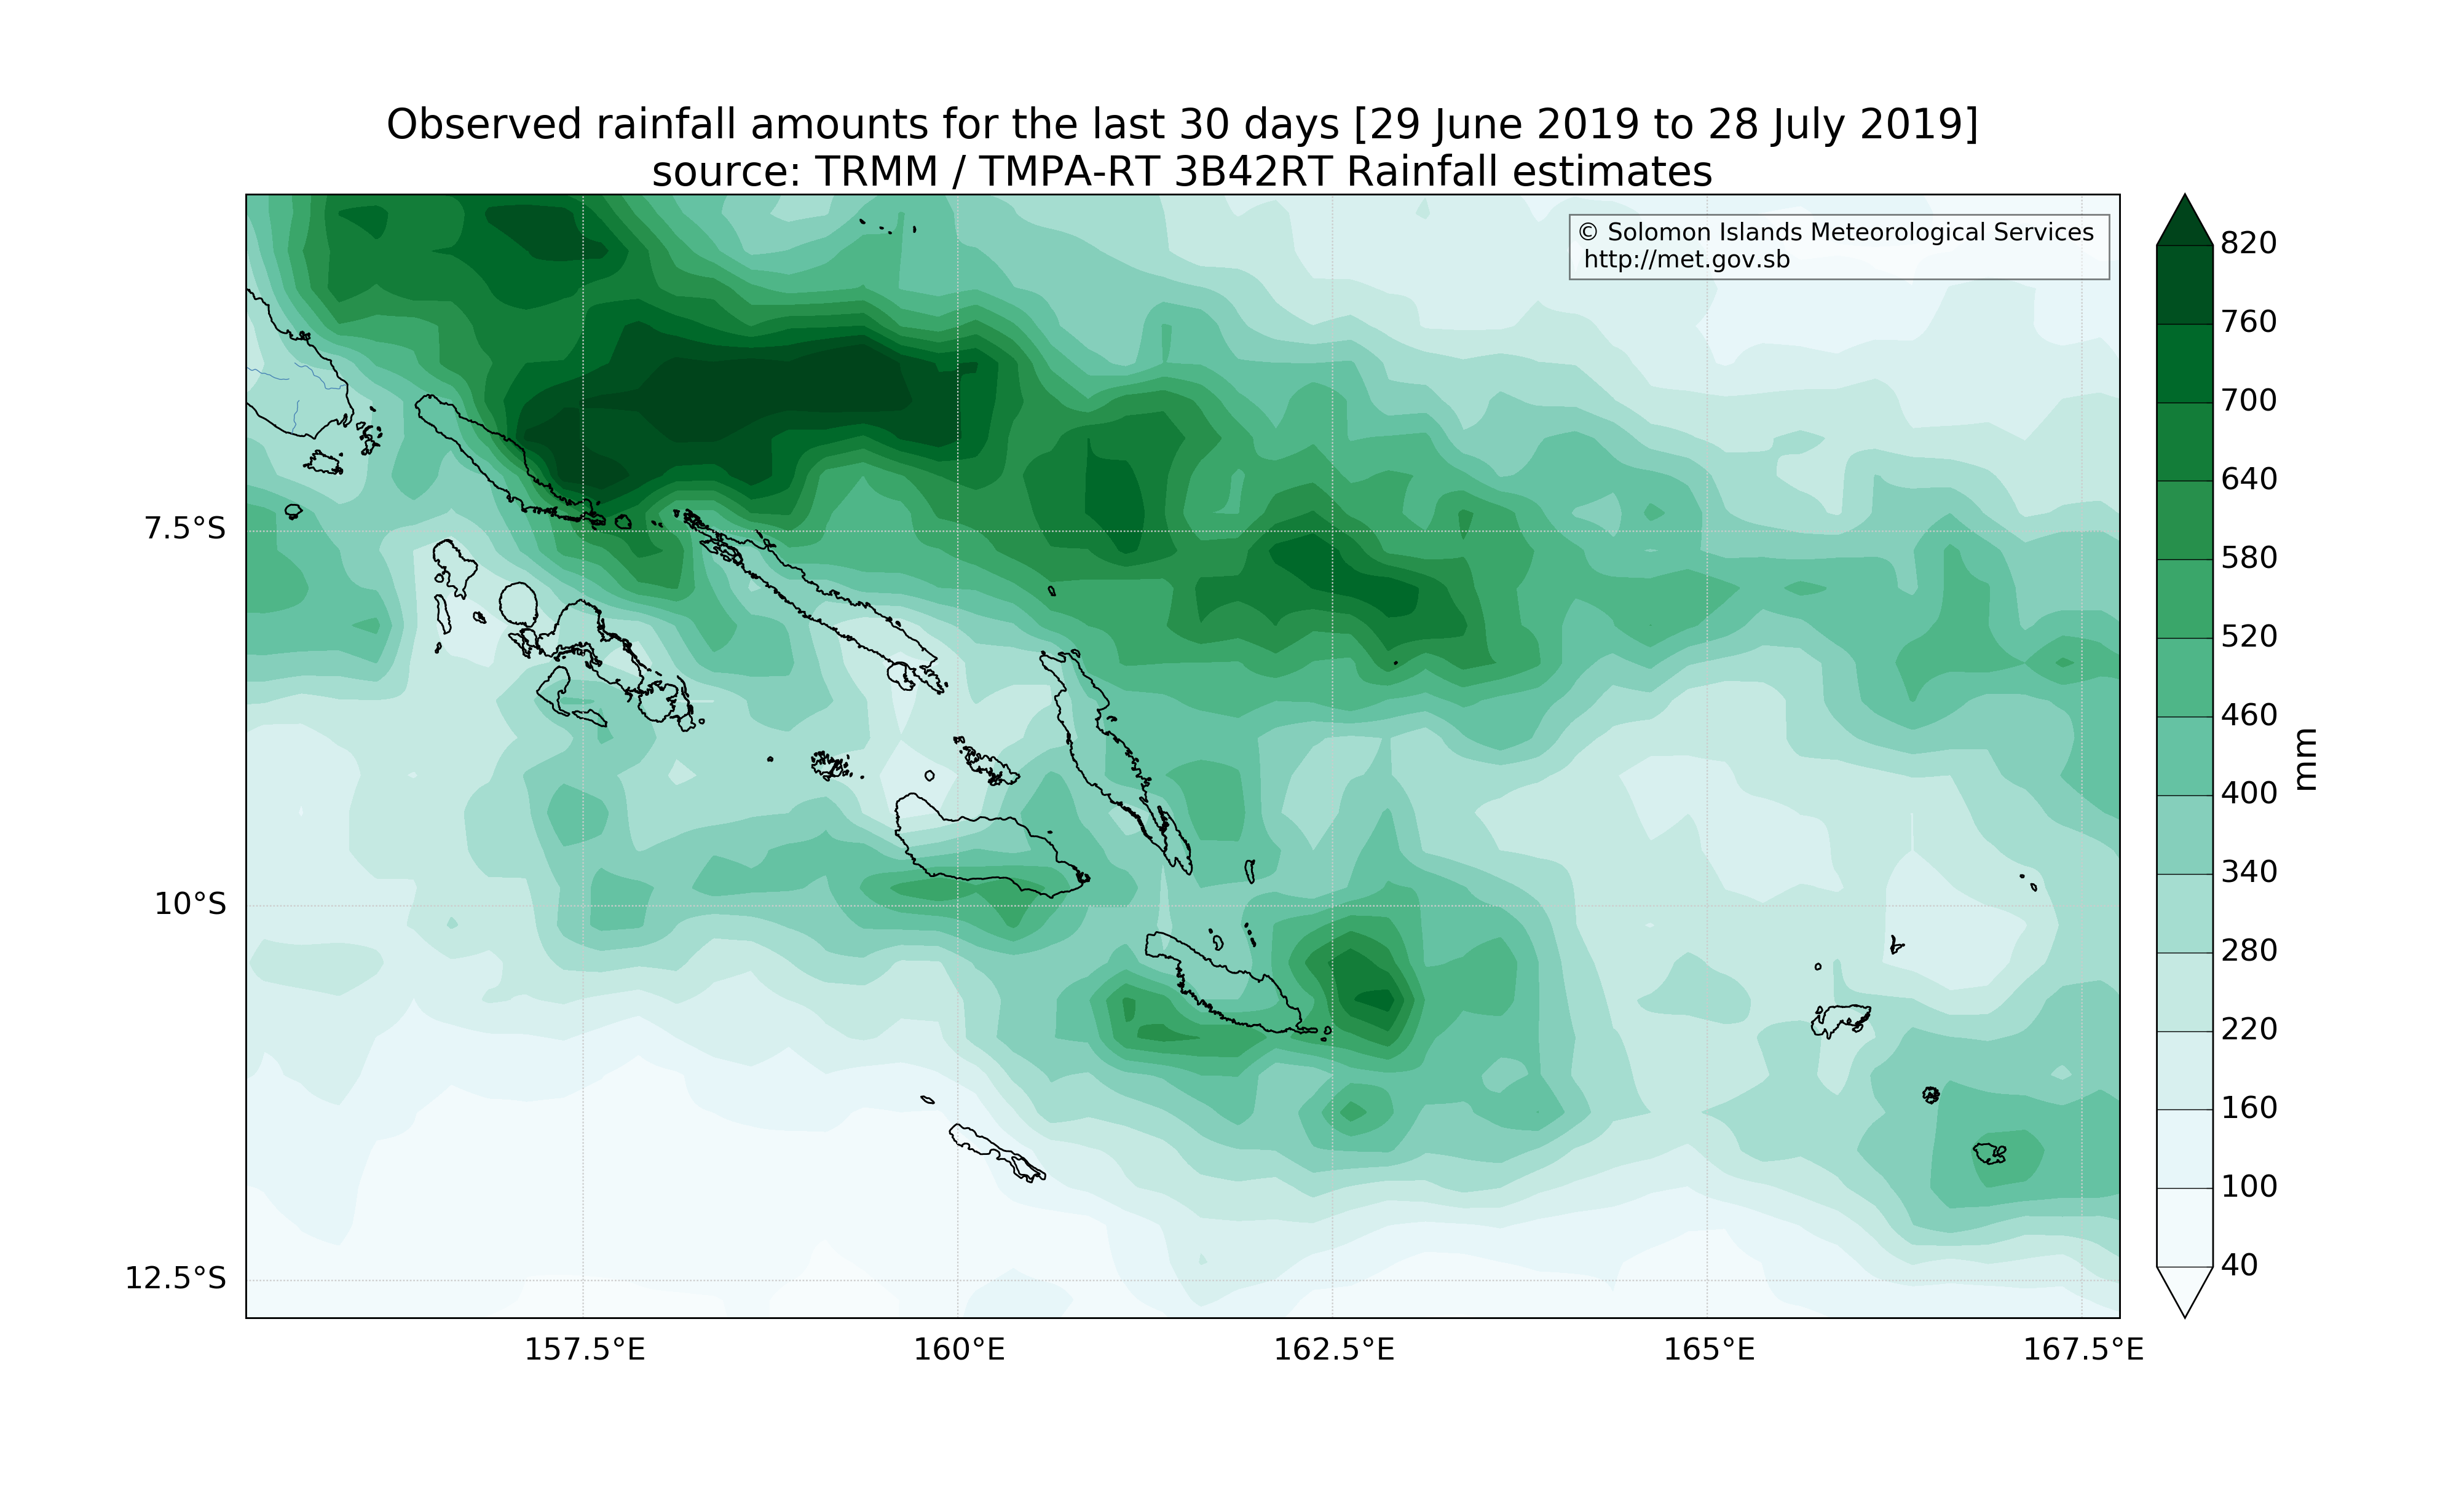 Observed rainfall amounts for the last 30 days [29 June 2019 to 28 July 2019]
source: TRMM / TMPA-RT 3B42RT Rainfall estimates
© Solomon Islands Meteorological Services
http://met.gov.sb
820
760
700
640
580
520
460
400
340
280
220
160
100
40
mm
7.5°S
10°S
12.5°S
157.5°E
160°E
162.5°E
165°E
167.5°E